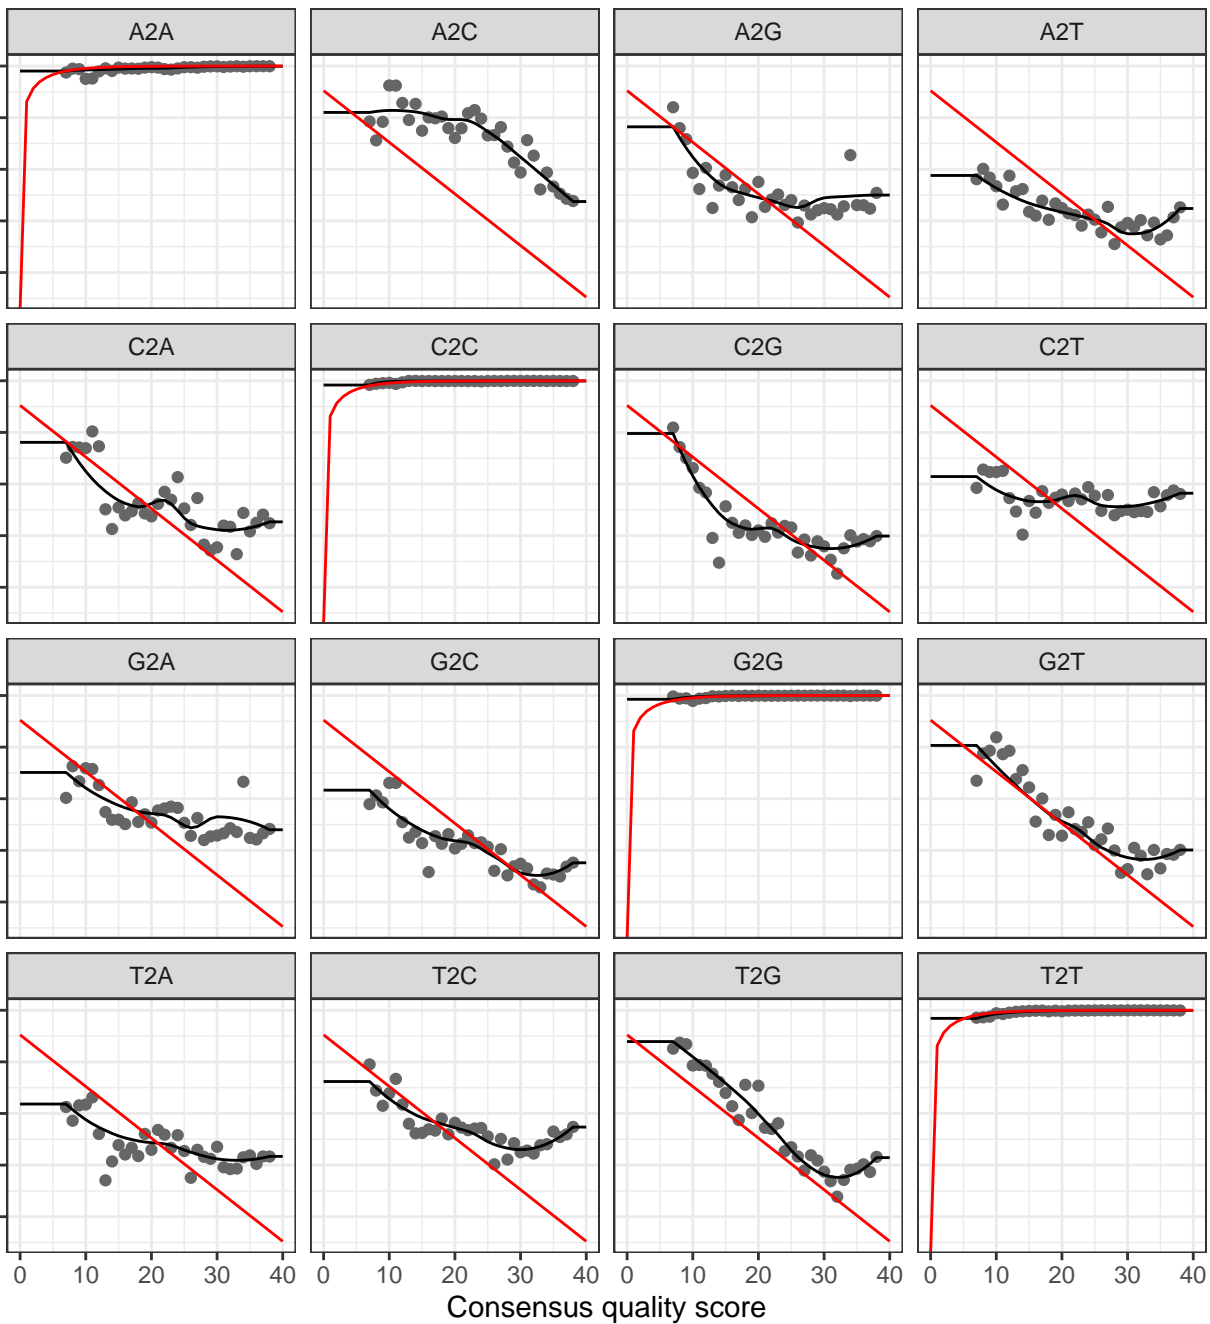 A2A A2C A2G A2T
C2A C2C C2G C2T
G2A G2C G2G G2T
T2A T2C T2G T2T
0 10 20 30 40 0 10 20 30 40 0 10 20 30 40 0 10 20 30 40
Consensus quality score